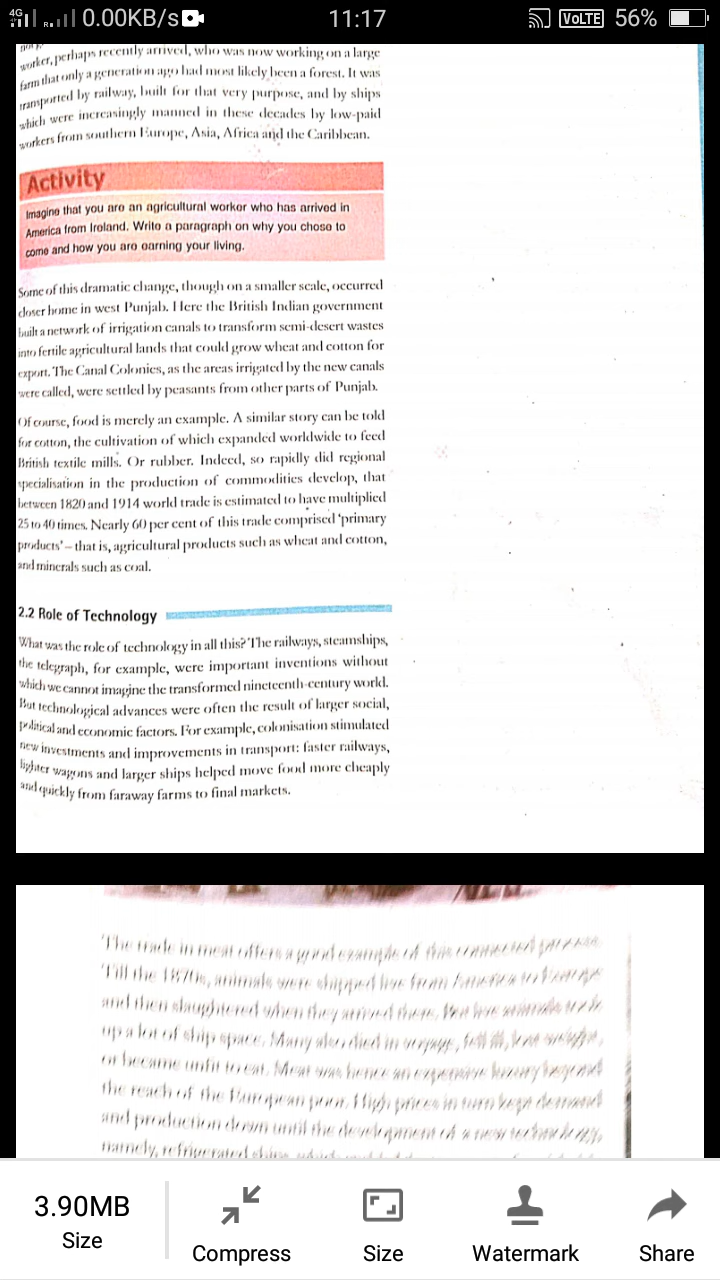 4G R 0.00KB/s 11:17 VoLTE 56%
worker, perhaps recently arrived, who was now working on a large
farm that only a generation ago had most likely been a forest. It was
transported by railway, built for that very purpose, and by ships
which were increasingly manned in these decades by low-paid
workers from southern Europe, Asia, Africa and the Caribbean.
Activity
Imagine that you are an agricultural worker who has arrived in
America from Ireland. Write a paragraph on why you chose to
come and how you are earning your living.
Some of this dramatic change, though on a smaller scale, occurred
closer home in west Punjab. Here the British Indian government
built a network of irrigation canals to transform semi-desert wastes
into fertile agricultural lands that could grow wheat and cotton for
export. The Canal Colonies, as the areas irrigated by the new canals
were called, were settled by peasants from other parts of Punjab.
Of course, food is merely an example. A similar story can be told
for cotton, the cultivation of which expanded worldwide to feed
British textile mills. Or rubber. Indeed, so rapidly did regional
specialisation in the production of commodities develop, that
between 1820 and 1914 world trade is estimated to have multiplied
25 to 40 times. Nearly 60 per cent of this trade comprised 'primary
products' – that is, agricultural products such as wheat and cotton,
and minerals such as coal.
2.2 Role of Technology
What was the role of technology in all this? The railways, steamships,
the telegraph, for example, were important inventions without
which we cannot imagine the transformed nineteenth-century world.
But technological advances were often the result of larger social,
political and economic factors. For example, colonisation stimulated
new investments and improvements in transport: faster railways,
lighter wagons and larger ships helped move food more cheaply
and quickly from faraway farms to final markets.
The trade in meat offers a good example of this connected process.
Till the 1870s, animals were shipped live from America to Europe
and then slaughtered when they arrived there. But live animals took
up a lot of ship space. Many also died in voyage, fell ill, lost weight,
or became unfit to eat. Meat was hence an expensive luxury beyond
the reach of the European poor. High prices in turn kept demand
and production down until the development of a new technology,
namely, refrigerated ships, which
3.90MB
Size
Compress
Size
Watermark
Share